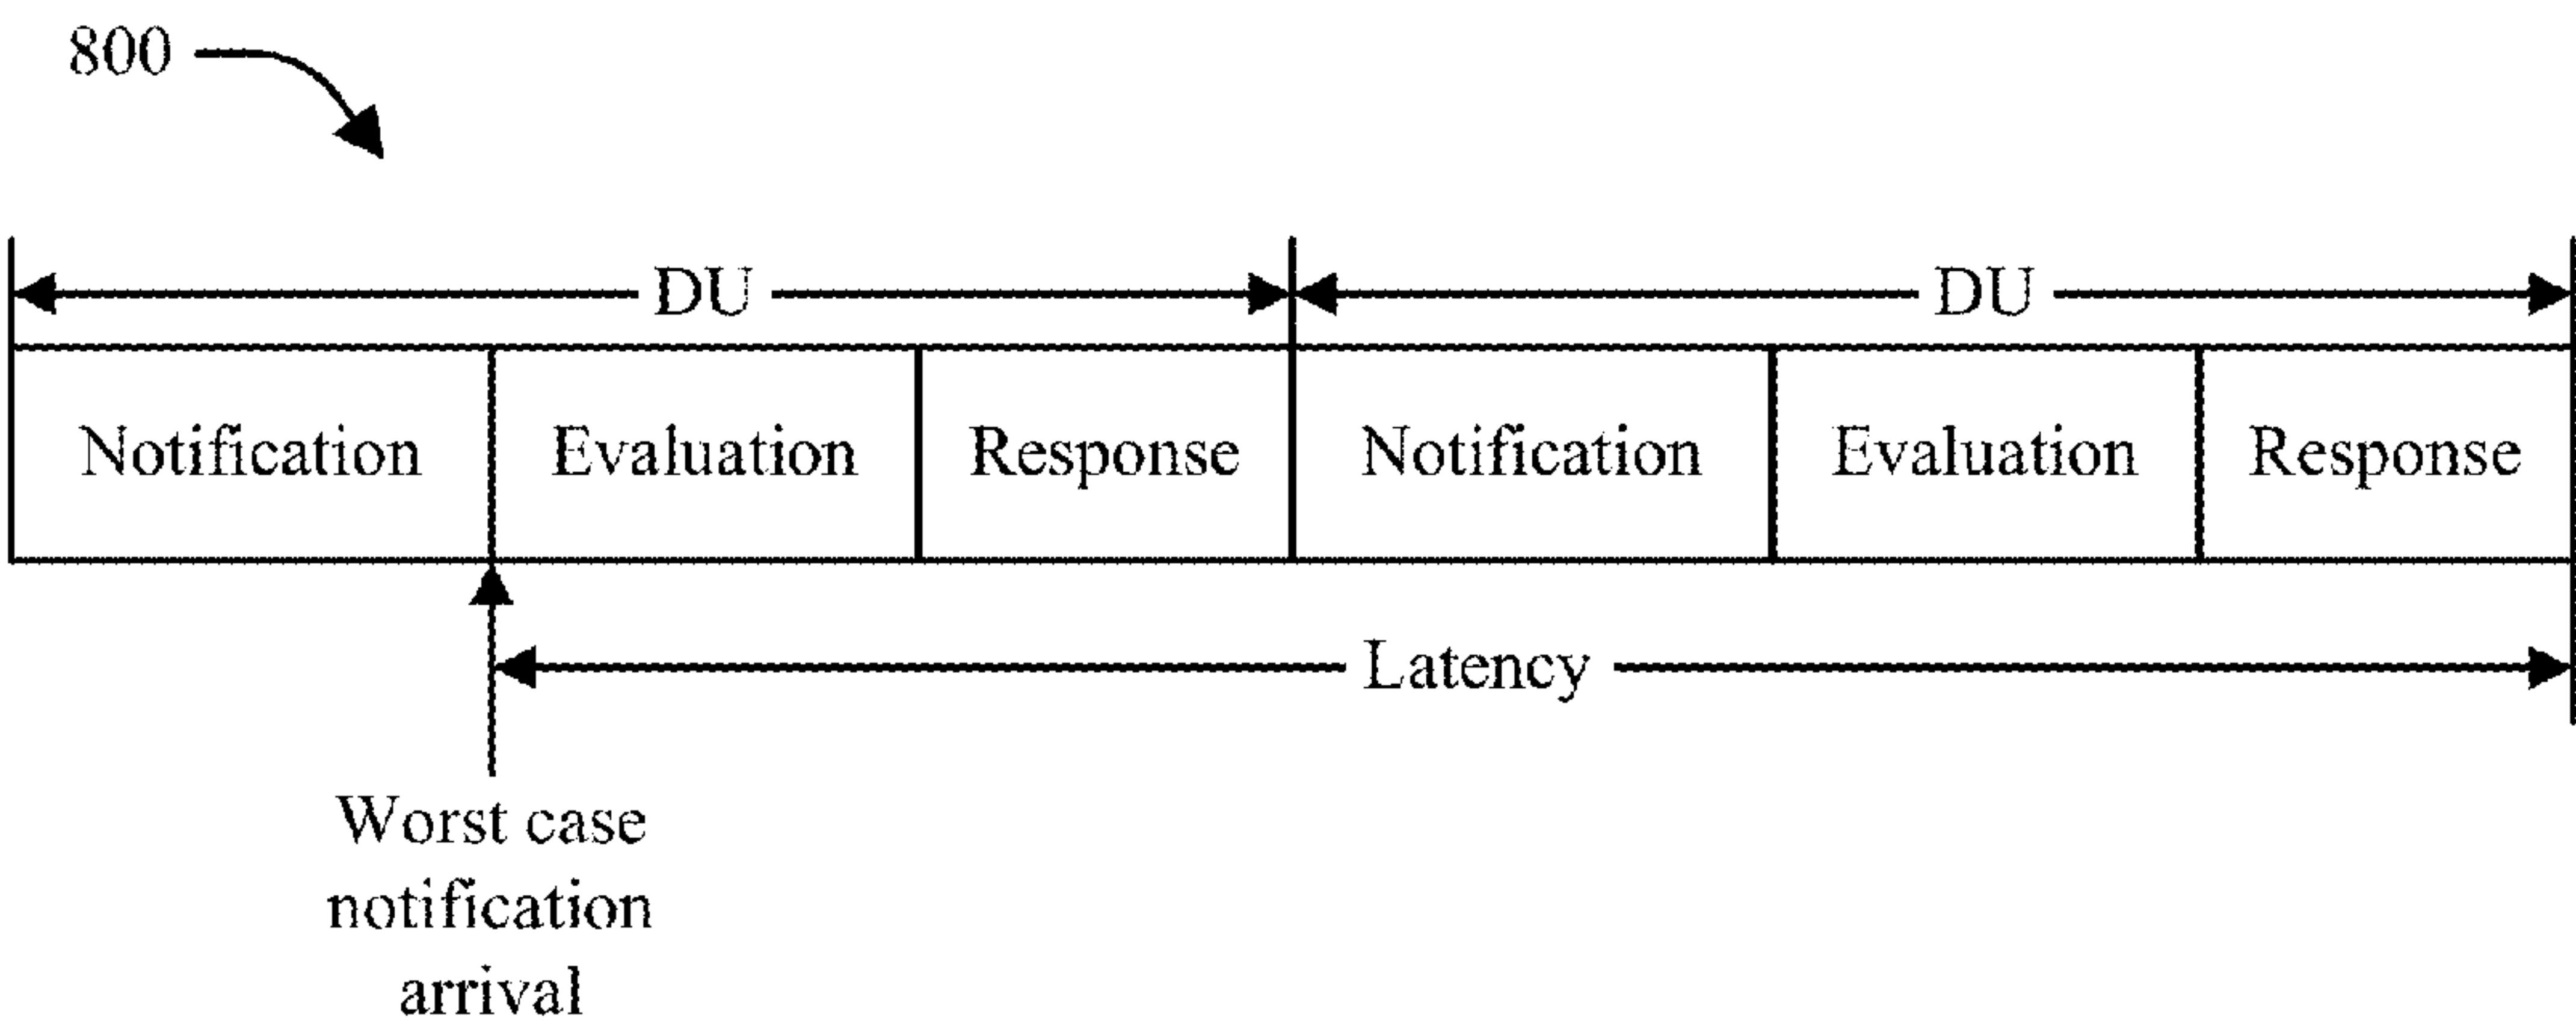 800
DU DU
Notification Evaluation Response Notification Evaluation Response
Latency
Worst case
notification
arrival